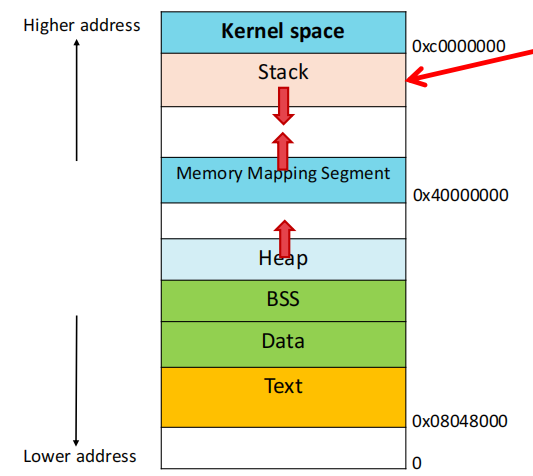 Higher address
Kernel space
0xc0000000
Stack
Memory Mapping Segment
0x40000000
Heap
BSS
Data
Text
0x08048000
Lower address
0